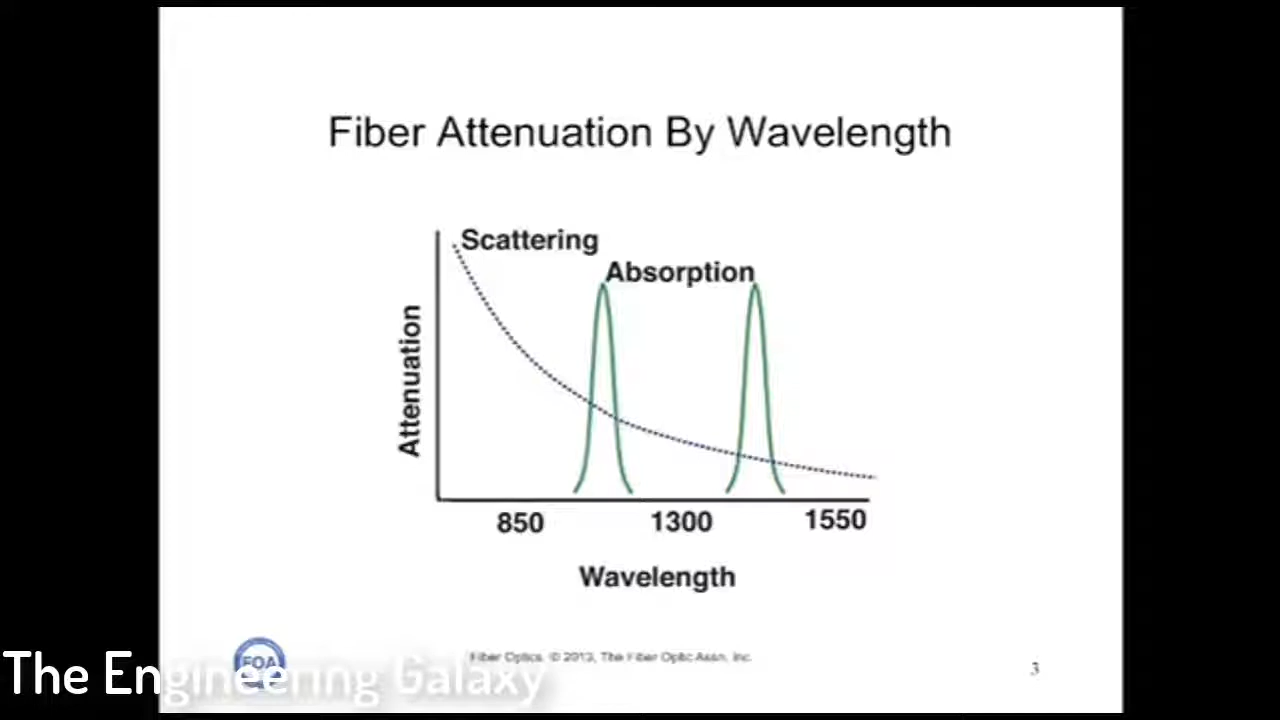 Fiber Attenuation By Wavelength
Scattering
Absorption
Attenuation
850 1300 1550
Wavelength
FOA
Fiber Optics, © 2013, The Fiber Optic Assn, Inc.
3
The Engineering Galaxy